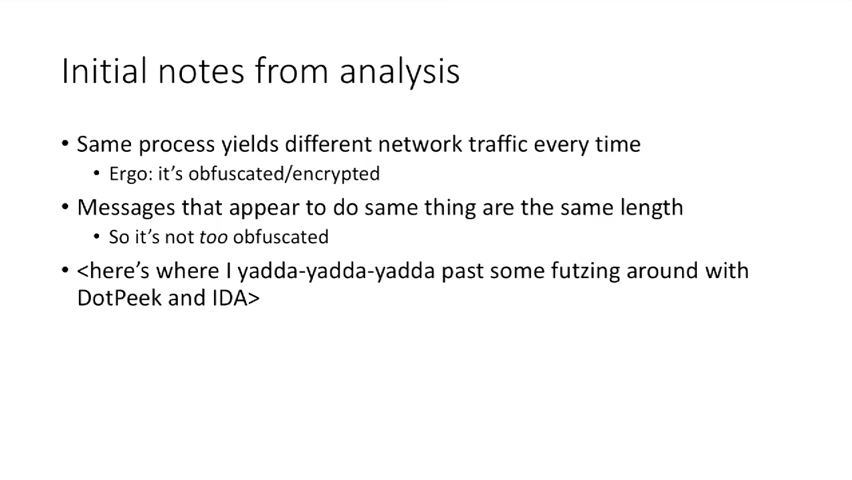 Initial notes from analysis
• Same process yields different network traffic every time
• Ergo: it’s obfuscated/encrypted
• Messages that appear to do same thing are the same length
• So it’s not too obfuscated
• <here’s where I yadda-yadda-yadda past some futzing around with
DotPeek and IDA>